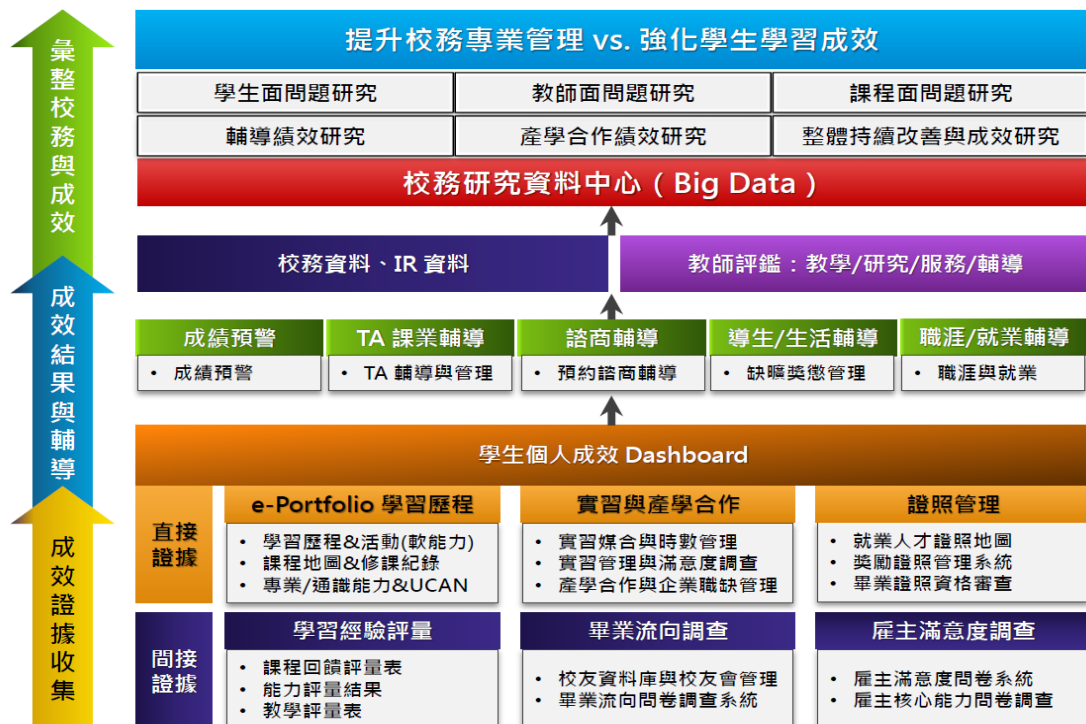 彙整校務與成效
成效結果與輔導
成效證據收集
提升校務專業管理 vs. 強化學生學習成效
學生面問題研究
教師面問題研究
課程面問題研究
輔導績效研究
產學合作績效研究
整體持續改善與成效研究
校務研究資料中心 ( Big Data )
校務資料、IR 資料
教師評鑑：教學/研究/服務/輔導
成績預警
• 成績預警
TA 課業輔導
• TA 輔導與管理
諮商輔導
• 預約諮商輔導
導生/生活輔導
• 缺曠獎懲管理
職涯/就業輔導
• 職涯與就業
學生個人成效 Dashboard
直接
證據
e-Portfolio 學習歷程
• 學習歷程&活動(軟能力)
• 課程地圖&修課紀錄
• 專業/通識能力&UCAN
實習與產學合作
• 實習媒合與時數管理
• 實習管理與滿意度調查
• 產學合作與企業職缺管理
證照管理
• 就業人才證照地圖
• 獎勵證照管理系統
• 畢業證照資格審查
間接
證據
學習經驗評量
• 課程回饋評量表
• 能力評量結果
• 教學評量表
畢業流向調查
• 校友資料庫與校友會管理
• 畢業流向問卷調查系統
雇主滿意度調查
• 雇主滿意度問卷系統
• 雇主核心能力問卷調查